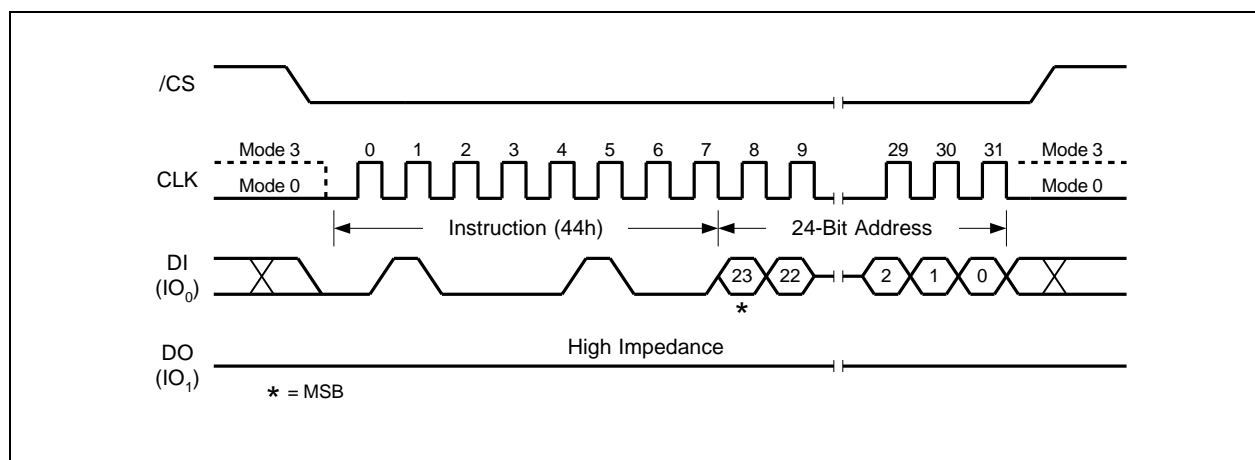 /CS
Mode 3 0 1 2 3 4 5 6 7 8 9 29 30 31 Mode 3
CLK
Mode 0 Mode 0
Instruction (44h) 24-Bit Address
DI
(IO0)
23 22 2 1 0
*
High Impedance
DO
(IO1)
* = MSB